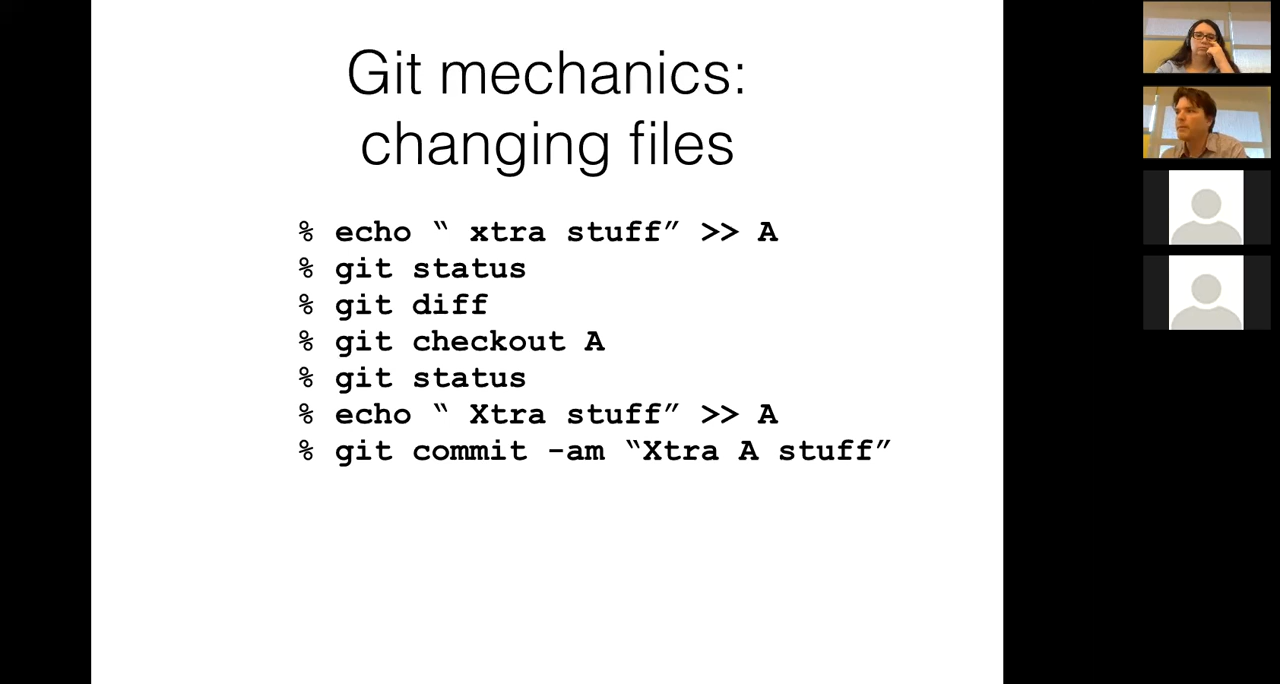 Git mechanics:
changing files
% echo “ xtra stuff” >> A
% git status
% git diff
% git checkout A
% git status
% echo “ Xtra stuff” >> A
% git commit -am “Xtra A stuff”